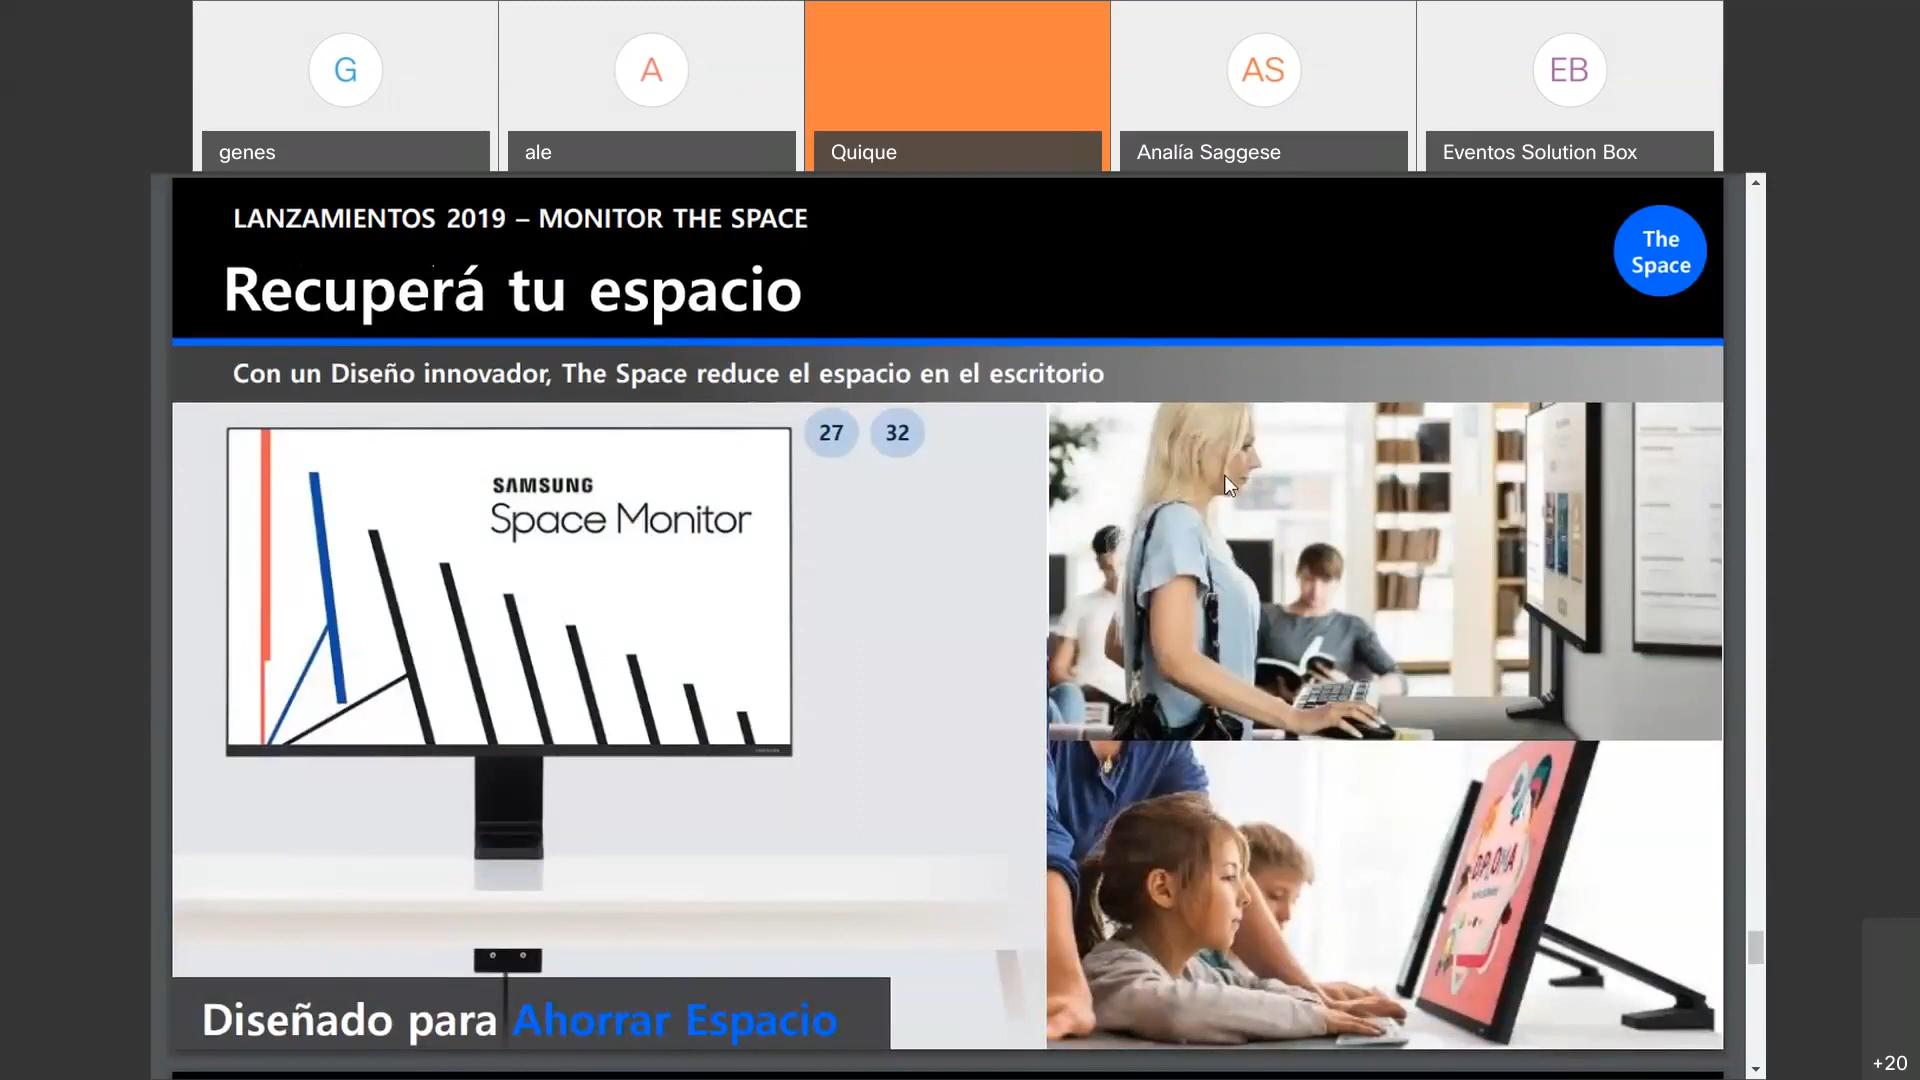 G
A
AS
EB
genes
ale
Quique
Analía Saggese
Eventos Solution Box
LANZAMIENTOS 2019 – MONITOR THE SPACE
Recuperá tu espacio
The
Space
Con un Diseño innovador, The Space reduce el espacio en el escritorio
27
32
SAMSUNG
Space Monitor
DIPLOMA
Diseñado para Ahorrar Espacio
+20